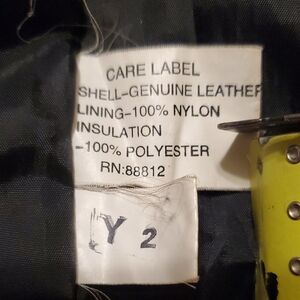 CARE LABEL
SHELL-GENUINE LEATHER
LINING-100% NYLON
INSULATION
-100% POLYESTER
RN:88812
Y 2